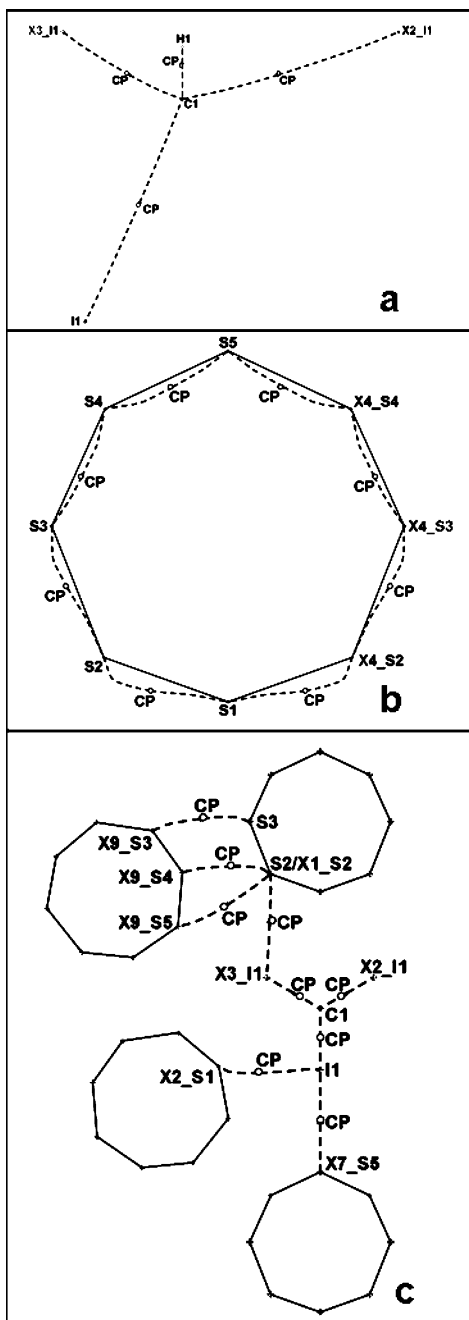 X3_I1 H1 X2_I1
CP
CP CP
C1
CP
I1
a
S5
S4 CP CP X4_S4
CP CP
S3 X4_S3
CP CP
S2 X4_S2
CP CP
S1
b
CP
X9_S3 S3
CP
X9_S4 S2/X1_S2
X9_S5 CP
CP
X3_I1 CP CP X2_I1
C1
CP
CP I1
X2_S1
CP
X7_S5
c